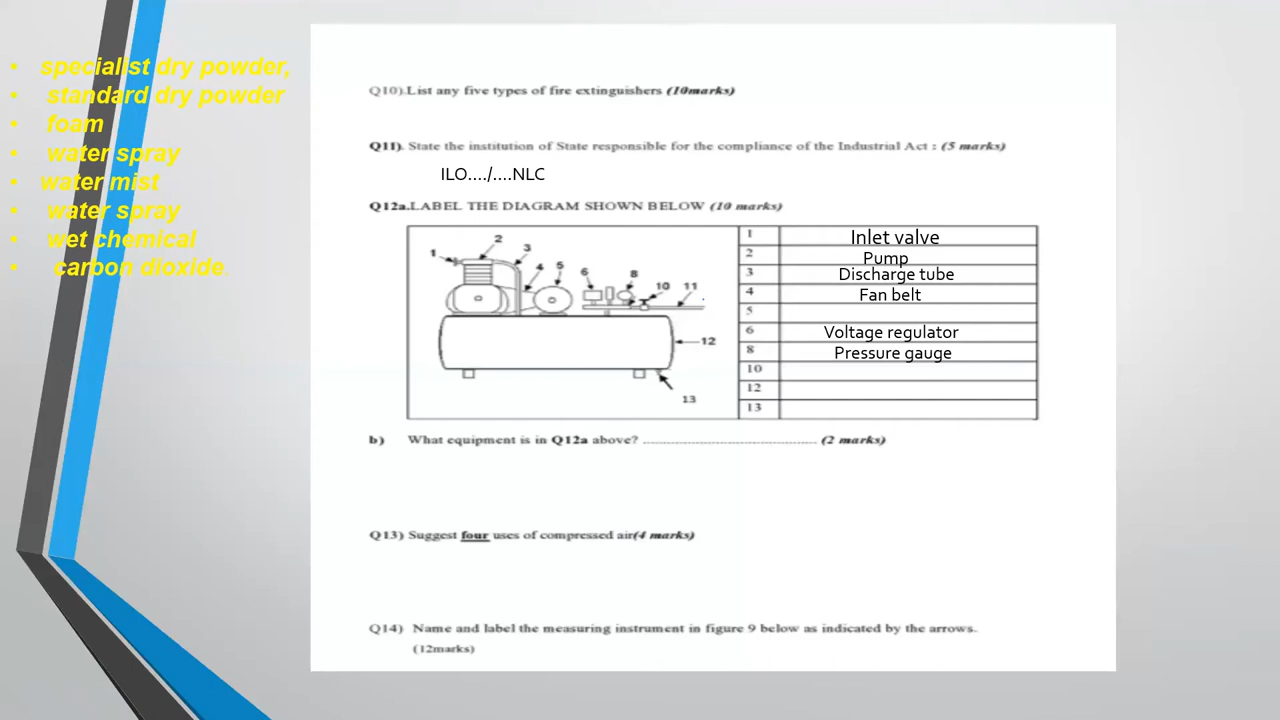 • specialist dry powder,
• standard dry powder
• foam
• water spray
• water mist
• water spray
• wet chemical
• carbon dioxide.
Q10).List any five types of fire extinguishers (10marks)
Q11). State the institution of State responsible for the compliance of the Industrial Act : (5 marks)
ILO..../....NLC
Q12a.LABEL THE DIAGRAM SHOWN BELOW (10 marks)
1
2
3
4
5
6
8
10
11
12
13
1 Inlet valve
2 Pump
3 Discharge tube
4 Fan belt
5
6 Voltage regulator
8 Pressure gauge
10
12
13
b) What equipment is in Q12a above? ................................................ (2 marks)
Q13) Suggest four uses of compressed air(4 marks)
Q14) Name and label the measuring instrument in figure 9 below as indicated by the arrows.
(12marks)